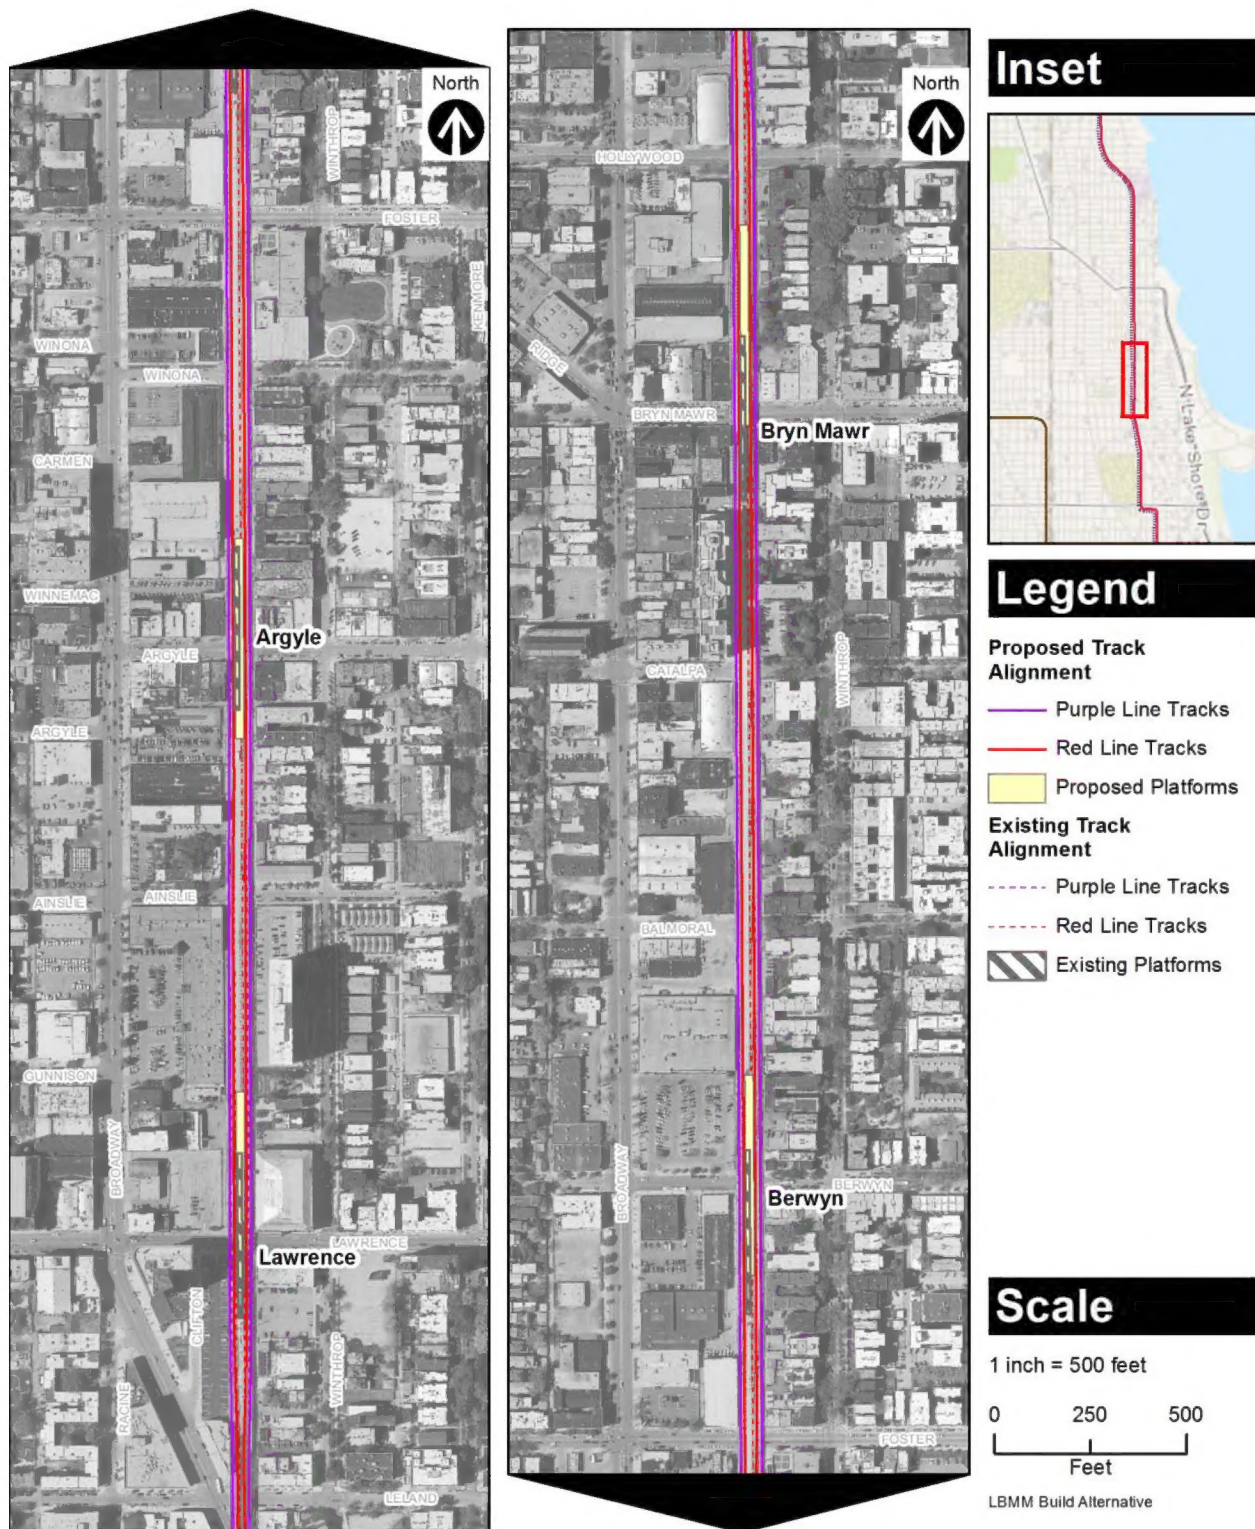 North
WINTHROP
FOSTER
KENMORE
WINONA
WINONA
CARMEN
WINNEMAC
Argyle
ARGYLE
ARGYLE
AINSLIE
AINSLIE
GUNNISON
BROADWAY
LAWRENCE
Lawrence
CLIFTON
WINTHROP
RACINE
LELAND
North
HOLLYWOOD
RIDGE
BRYN MAWR
Bryn Mawr
CATALPA
WINTHROP
BALMORAL
BROADWAY
BERWYN
Berwyn
FOSTER
Inset
N Lake Shore Dr
Legend
Proposed Track
Alignment
Purple Line Tracks
Red Line Tracks
Proposed Platforms
Existing Track
Alignment
Purple Line Tracks
Red Line Tracks
Existing Platforms
Scale
1 inch = 500 feet
0 250 500
Feet
LBMM Build Alternative